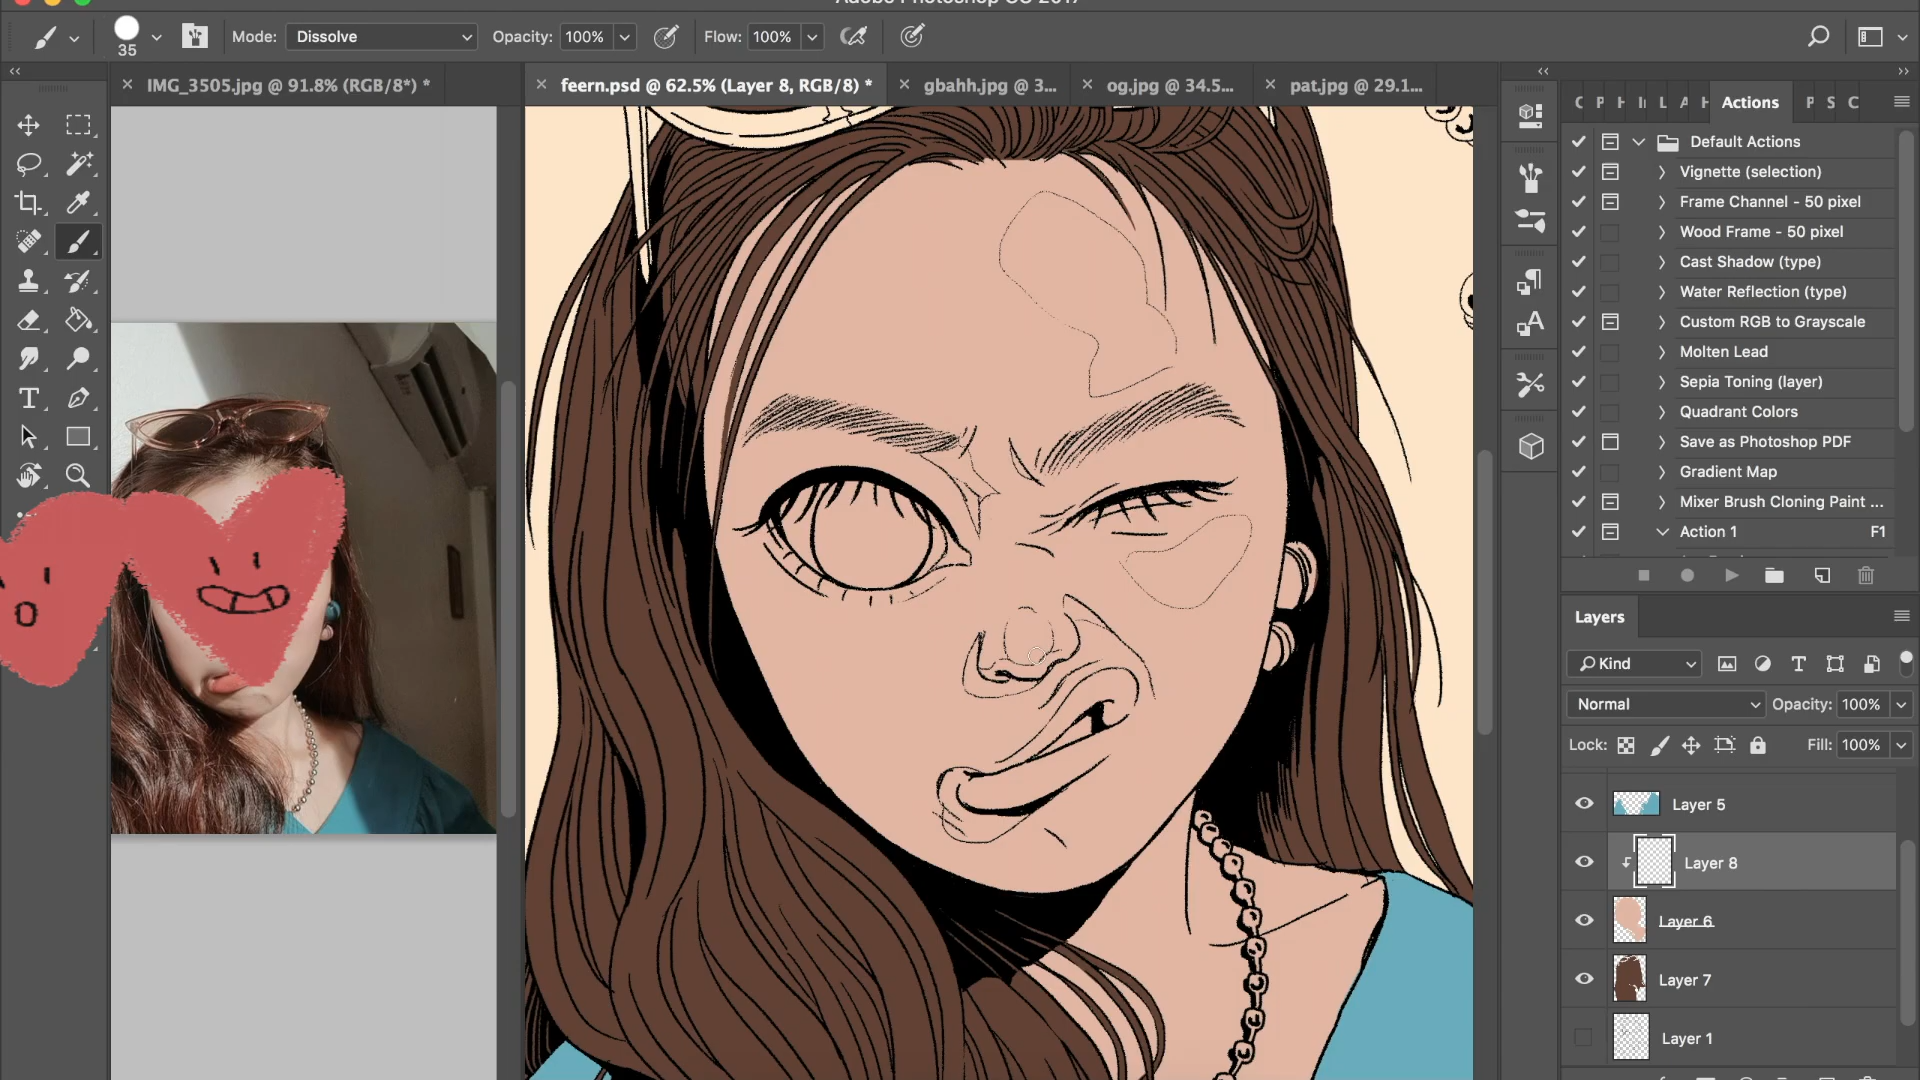 Adobe Photoshop CC 2017
35
Mode: Dissolve
Opacity: 100%
Flow: 100%
IMG_3505.jpg @ 91.8% (RGB/8*) *
feern.psd @ 62.5% (Layer 8, RGB/8) *
gbahh.jpg @ 3...
og.jpg @ 34.5...
pat.jpg @ 29.1...
Actions
P S C
Default Actions
Vignette (selection)
Frame Channel - 50 pixel
Wood Frame - 50 pixel
Cast Shadow (type)
Water Reflection (type)
Custom RGB to Grayscale
Molten Lead
Sepia Toning (layer)
Quadrant Colors
Save as Photoshop PDF
Gradient Map
Mixer Brush Cloning Paint ...
Action 1 F1
Layers
Kind
Normal
Opacity: 100%
Lock:
Fill: 100%
Layer 5
Layer 8
Layer 6
Layer 7
Layer 1